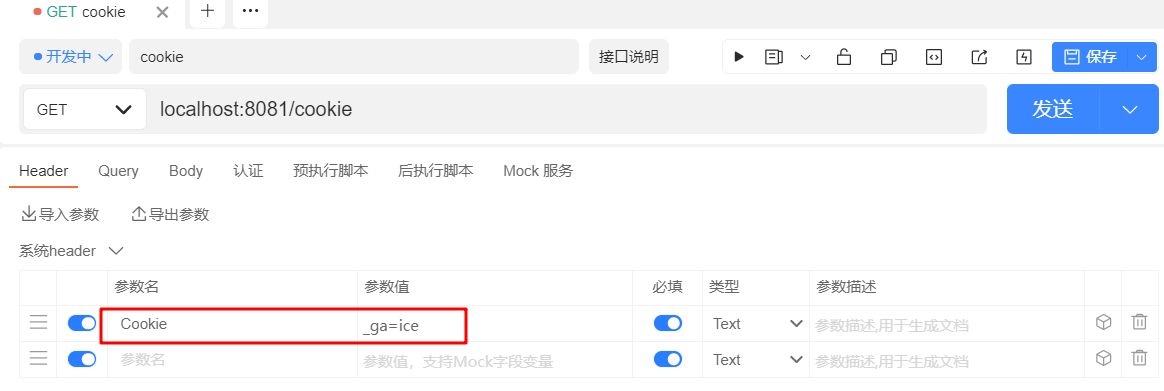 GET cookie
开发中 cookie 接口说明 保存
GET localhost:8081/cookie 发送
Header Query Body 认证 预执行脚本 后执行脚本 Mock 服务
导入参数 导出参数
系统header
参数名 参数值 必填 类型 参数描述
Cookie _ga=ice Text 参数描述,用于生成文档
参数名 参数值，支持Mock字段变量 Text 参数描述,用于生成文档